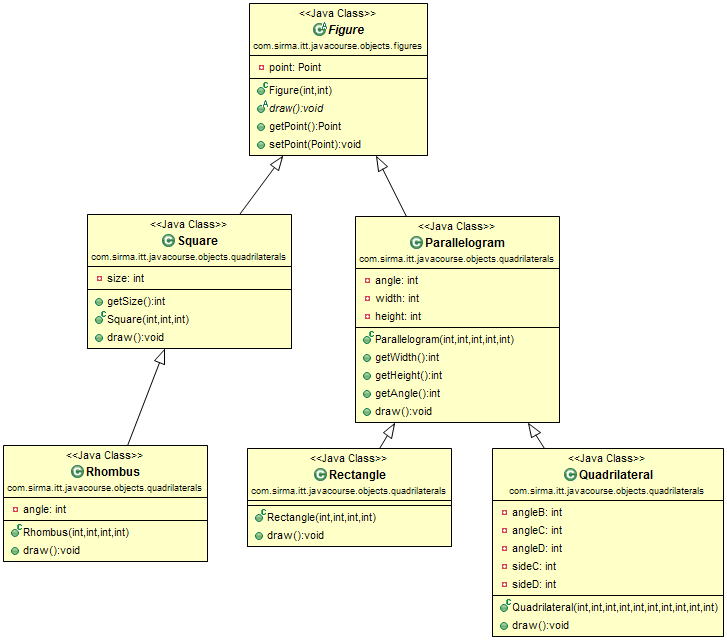 <<Java Class>>
Figure
com.sirma.itt.javacourse.objects.figures
point: Point
Figure(int,int)
draw():void
getPoint():Point
setPoint(Point):void
<<Java Class>>
Square
com.sirma.itt.javacourse.objects.quadrilaterals
size: int
getSize():int
Square(int,int,int)
draw():void
<<Java Class>>
Parallelogram
com.sirma.itt.javacourse.objects.quadrilaterals
angle: int
width: int
height: int
Parallelogram(int,int,int,int,int)
getWidth():int
getHeight():int
getAngle():int
draw():void
<<Java Class>>
Rhombus
com.sirma.itt.javacourse.objects.quadrilaterals
angle: int
Rhombus(int,int,int,int)
draw():void
<<Java Class>>
Rectangle
com.sirma.itt.javacourse.objects.quadrilaterals
Rectangle(int,int,int,int)
draw():void
<<Java Class>>
Quadrilateral
com.sirma.itt.javacourse.objects.quadrilaterals
angleB: int
angleC: int
angleD: int
sideC: int
sideD: int
Quadrilateral(int,int,int,int,int,int,int,int,int,int)
draw():void